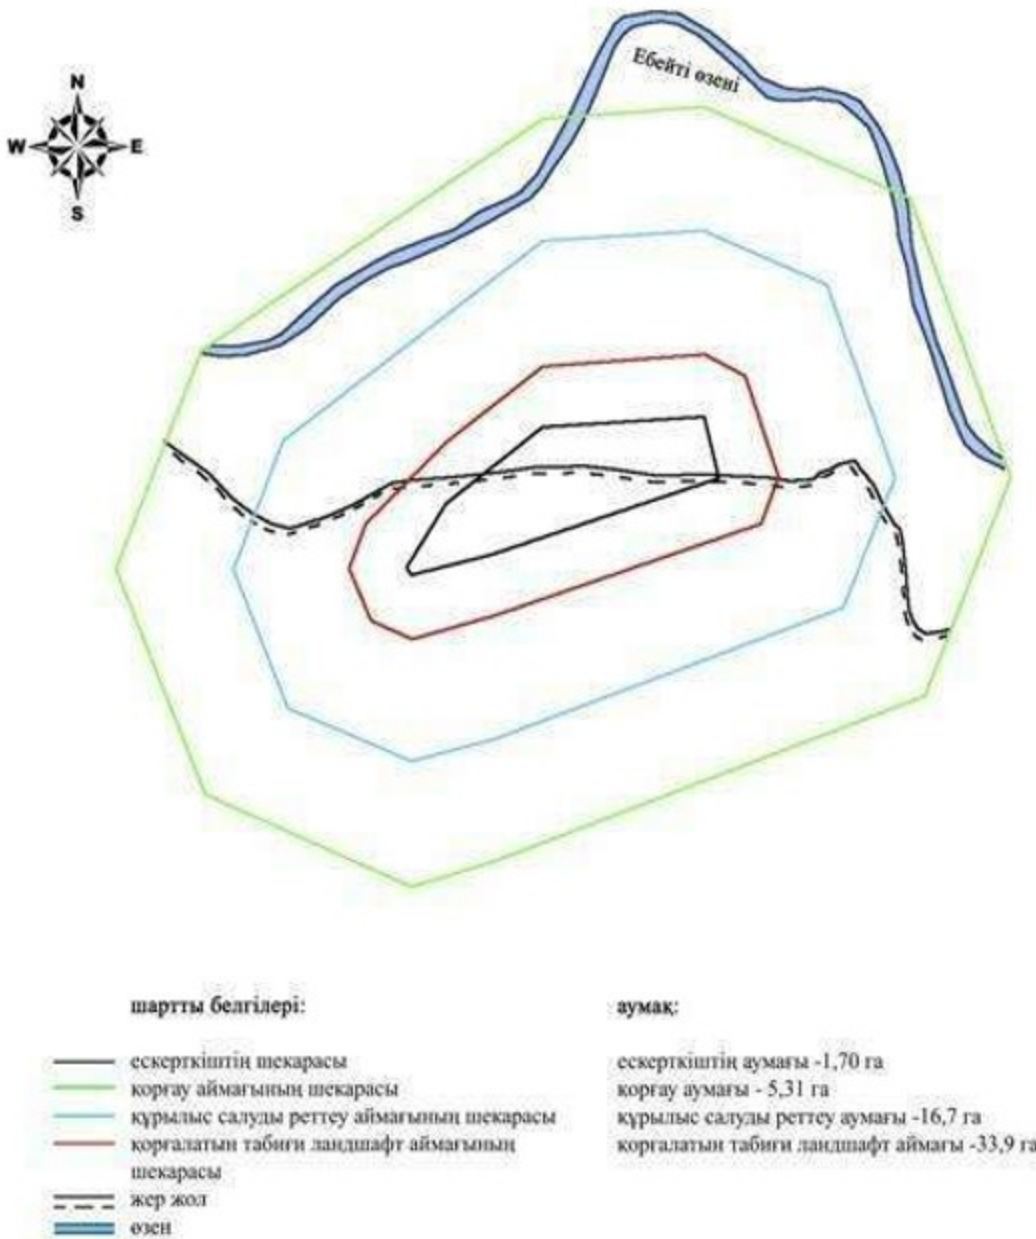 Ебейті өзені
N
W
E
S
шартты белгілері:
ескерткіштің шекарасы
қорғау аймағының шекарасы
құрылыс салуды реттеу аймағының шекарасы
қорғалатын табиғи ландшафт аймағының
шекарасы
жер жол
өзен
аумақ:
ескерткіштің аумағы -1,70 га
қорғау аумағы - 5,31 га
құрылыс салуды реттеу аумағы -16,7 га
қорғалатын табиғи ландшафт аймағы -33,9 га